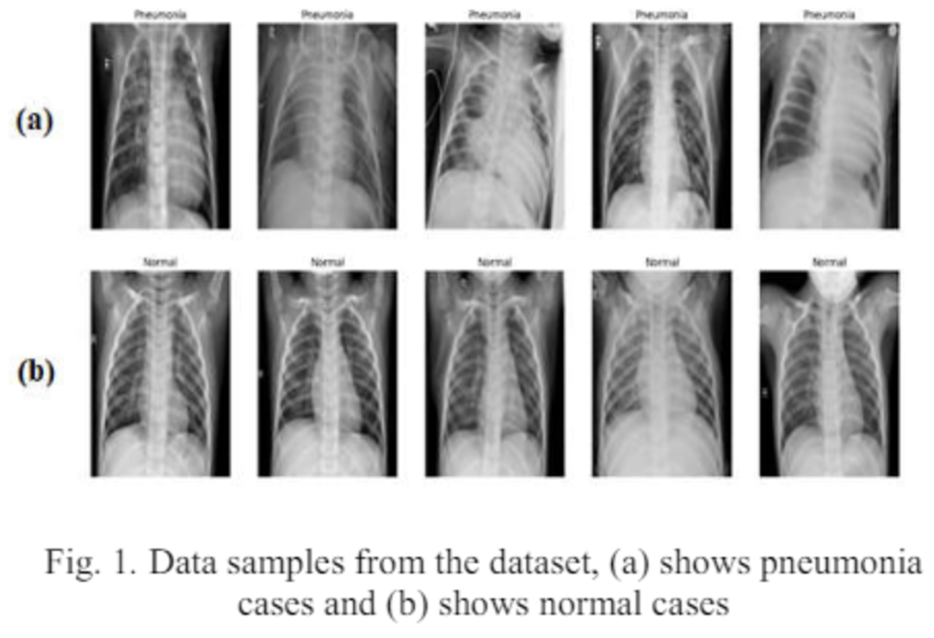 Pneumonia Pneumonia Pneumonia Pneumonia Pneumonia
(a)
Normal Normal Normal Normal Normal
(b)
Fig. 1. Data samples from the dataset, (a) shows pneumonia
cases and (b) shows normal cases